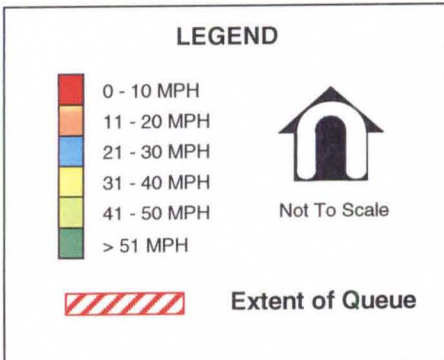 LEGEND
0 - 10 MPH
11 - 20 MPH
21 - 30 MPH
31 - 40 MPH
41 - 50 MPH
> 51 MPH
Not To Scale
Extent of Queue